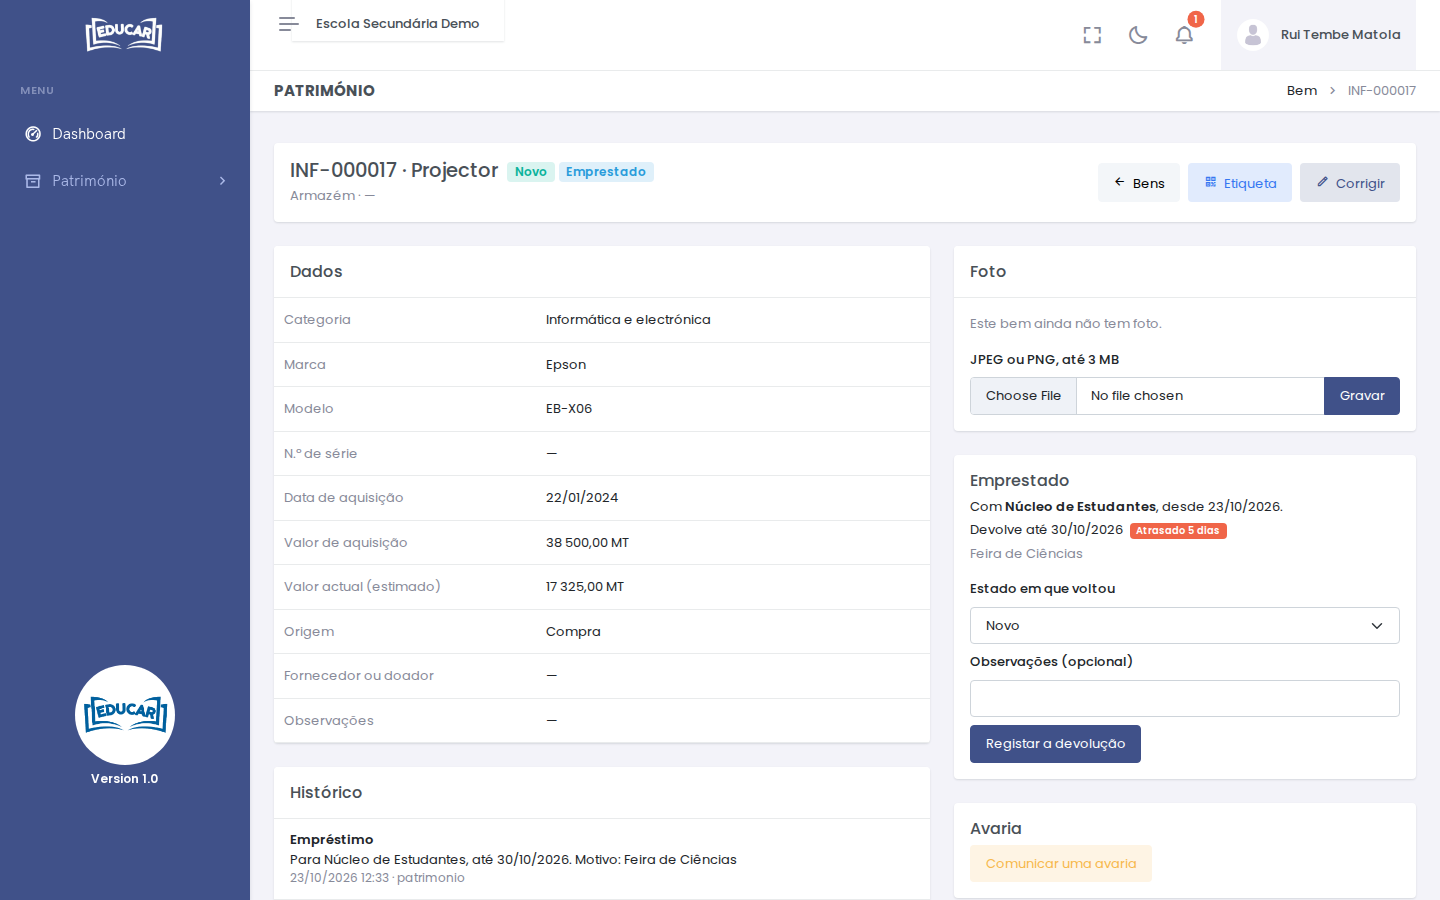 EDUCAR
MENU
Dashboard
Património
EDUCAR
Version 1.0
Escola Secundária Demo
1
Rui Tembe Matola
PATRIMÓNIO
Bem > INF-000017
INF-000017 · Projector Novo Emprestado
Armazém · —
Bens
Etiqueta
Corrigir
Dados
Categoria Informática e electrónica
Marca Epson
Modelo EB-X06
N.º de série —
Data de aquisição 22/01/2024
Valor de aquisição 38 500,00 MT
Valor actual (estimado) 17 325,00 MT
Origem Compra
Fornecedor ou doador —
Observações —
Histórico
Empréstimo
Para Núcleo de Estudantes, até 30/10/2026. Motivo: Feira de Ciências
23/10/2026 12:33 · patrimonio
Foto
Este bem ainda não tem foto.
JPEG ou PNG, até 3 MB
Choose File No file chosen Gravar
Emprestado
Com Núcleo de Estudantes, desde 23/10/2026.
Devolve até 30/10/2026 Atrasado 5 dias
Feira de Ciências
Estado em que voltou
Novo
Observações (opcional)
Registar a devolução
Avaria
Comunicar uma avaria